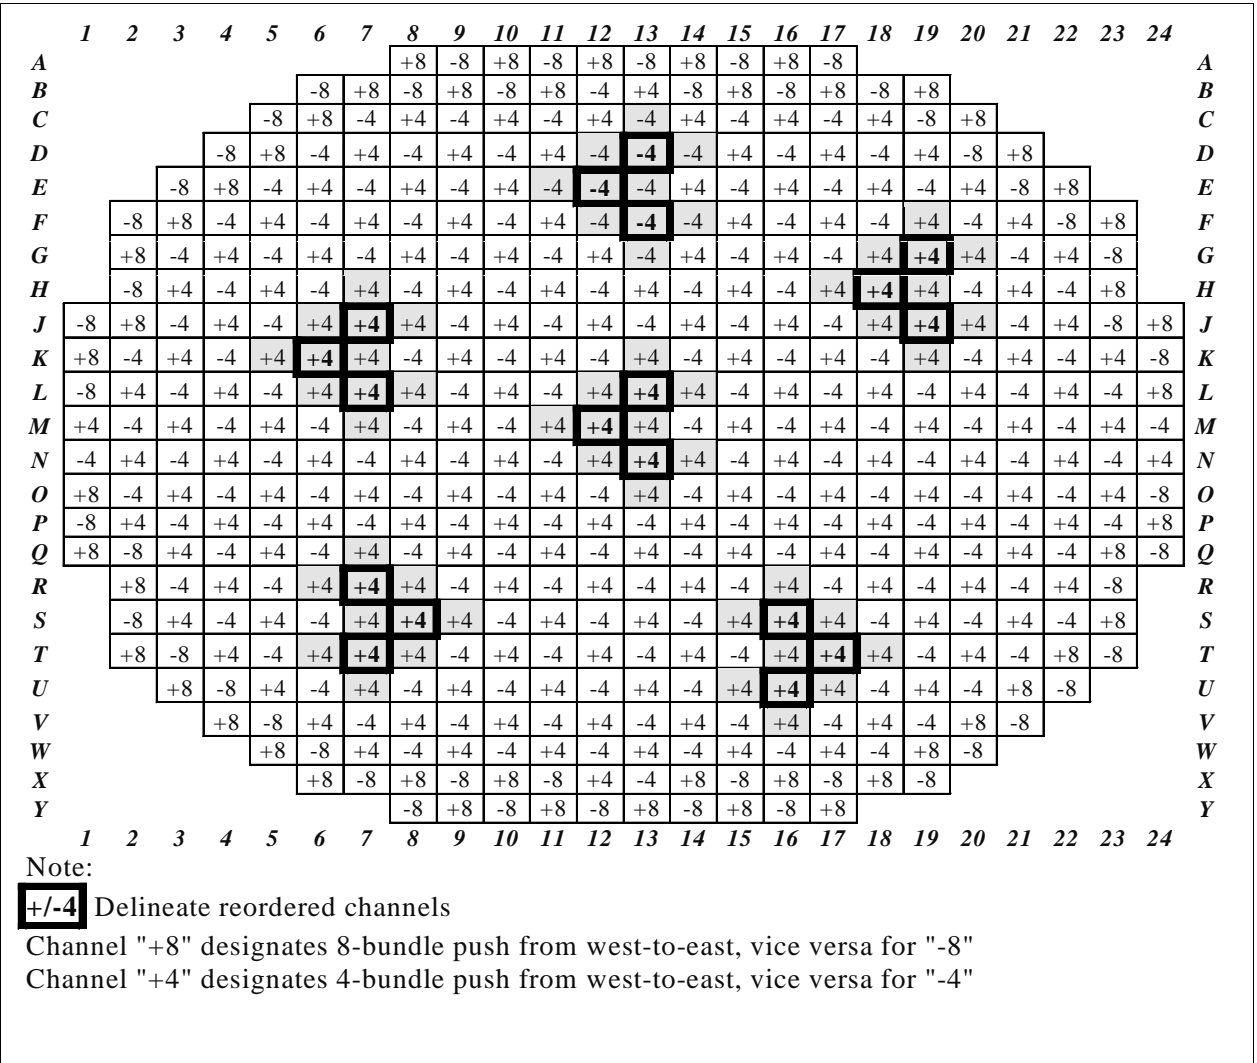 1 2 3 4 5 6 7 8 9 10 11 12 13 14 15 16 17 18 19 20 21 22 23 24
A +8 -8 +8 -8 +8 -8 +8 -8 +8 -8 A
B -8 +8 -8 +8 -8 +8 -4 +4 -8 +8 -8 +8 -8 +8 B
C -8 +8 -4 +4 -4 +4 -4 +4 -4 +4 -4 +4 -4 +4 -8 +8 C
D -8 +8 -4 +4 -4 +4 -4 +4 -4 -4 -4 +4 -4 +4 -4 +4 -8 +8 D
E -8 +8 -4 +4 -4 +4 -4 +4 -4 -4 -4 +4 -4 +4 -4 +4 -4 +4 -8 +8 E
F -8 +8 -4 +4 -4 +4 -4 +4 -4 +4 -4 -4 -4 +4 -4 +4 -4 +4 -4 +4 -8 +8 F
G +8 -4 +4 -4 +4 -4 +4 -4 +4 -4 +4 -4 +4 -4 +4 -4 +4 +4 +4 -4 +4 -8 G
H -8 +4 -4 +4 -4 +4 -4 +4 -4 +4 -4 +4 -4 +4 -4 +4 +4 +4 -4 +4 -4 +8 H
J -8 +8 -4 +4 -4 +4 +4 +4 -4 +4 -4 +4 -4 +4 -4 +4 -4 +4 +4 -4 +4 -4 -8 +8 J
K +8 -4 +4 -4 +4 +4 +4 -4 +4 -4 +4 -4 +4 -4 +4 -4 +4 -4 +4 -4 +4 -4 +4 -8 K
L -8 +4 -4 +4 -4 +4 +4 +4 -4 +4 -4 +4 +4 +4 -4 +4 -4 +4 -4 +4 -4 +4 -4 +8 L
M +4 -4 +4 -4 +4 -4 +4 -4 +4 -4 +4 +4 +4 -4 +4 -4 +4 -4 +4 -4 +4 -4 +4 -4 M
N -4 +4 -4 +4 -4 +4 -4 +4 -4 +4 -4 +4 +4 +4 -4 +4 -4 +4 -4 +4 -4 +4 -4 +4 N
O +8 -4 +4 -4 +4 -4 +4 -4 +4 -4 +4 -4 +4 -4 +4 -4 +4 -4 +4 -4 +4 -4 +4 -8 O
P -8 +4 -4 +4 -4 +4 -4 +4 -4 +4 -4 +4 -4 +4 -4 +4 -4 +4 -4 +4 -4 +4 -4 +8 P
Q +8 -8 +4 -4 +4 -4 +4 -4 +4 -4 +4 -4 +4 -4 +4 -4 +4 -4 +4 -4 +4 -4 +8 -8 Q
R +8 -4 +4 -4 +4 +4 +4 -4 +4 -4 +4 -4 +4 -4 +4 -4 +4 -4 +4 -4 +4 -8 R
S -8 +4 -4 +4 -4 +4 +4 +4 -4 +4 -4 +4 -4 +4 +4 +4 -4 +4 -4 +4 -4 +8 S
T +8 -8 +4 -4 +4 +4 +4 -4 +4 -4 +4 -4 +4 -4 +4 +4 +4 -4 +4 -4 +8 -8 T
U +8 -8 +4 -4 +4 -4 +4 -4 +4 -4 +4 -4 +4 +4 +4 -4 +4 -4 +8 -8 U
V +8 -8 +4 -4 +4 -4 +4 -4 +4 -4 +4 -4 +4 -4 +4 -4 +8 -8 V
W +8 -8 +4 -4 +4 -4 +4 -4 +4 -4 +4 -4 +4 -4 +8 -8 W
X +8 -8 +8 -8 +8 -8 +4 -4 +8 -8 +8 -8 +8 -8 X
Y -8 +8 -8 +8 -8 +8 -8 +8 -8 +8 Y
1 2 3 4 5 6 7 8 9 10 11 12 13 14 15 16 17 18 19 20 21 22 23 24
Note:
+/-4 Delineate reordered channels
Channel "+8" designates 8-bundle push from west-to-east, vice versa for "-8"
Channel "+4" designates 4-bundle push from west-to-east, vice versa for "-4"